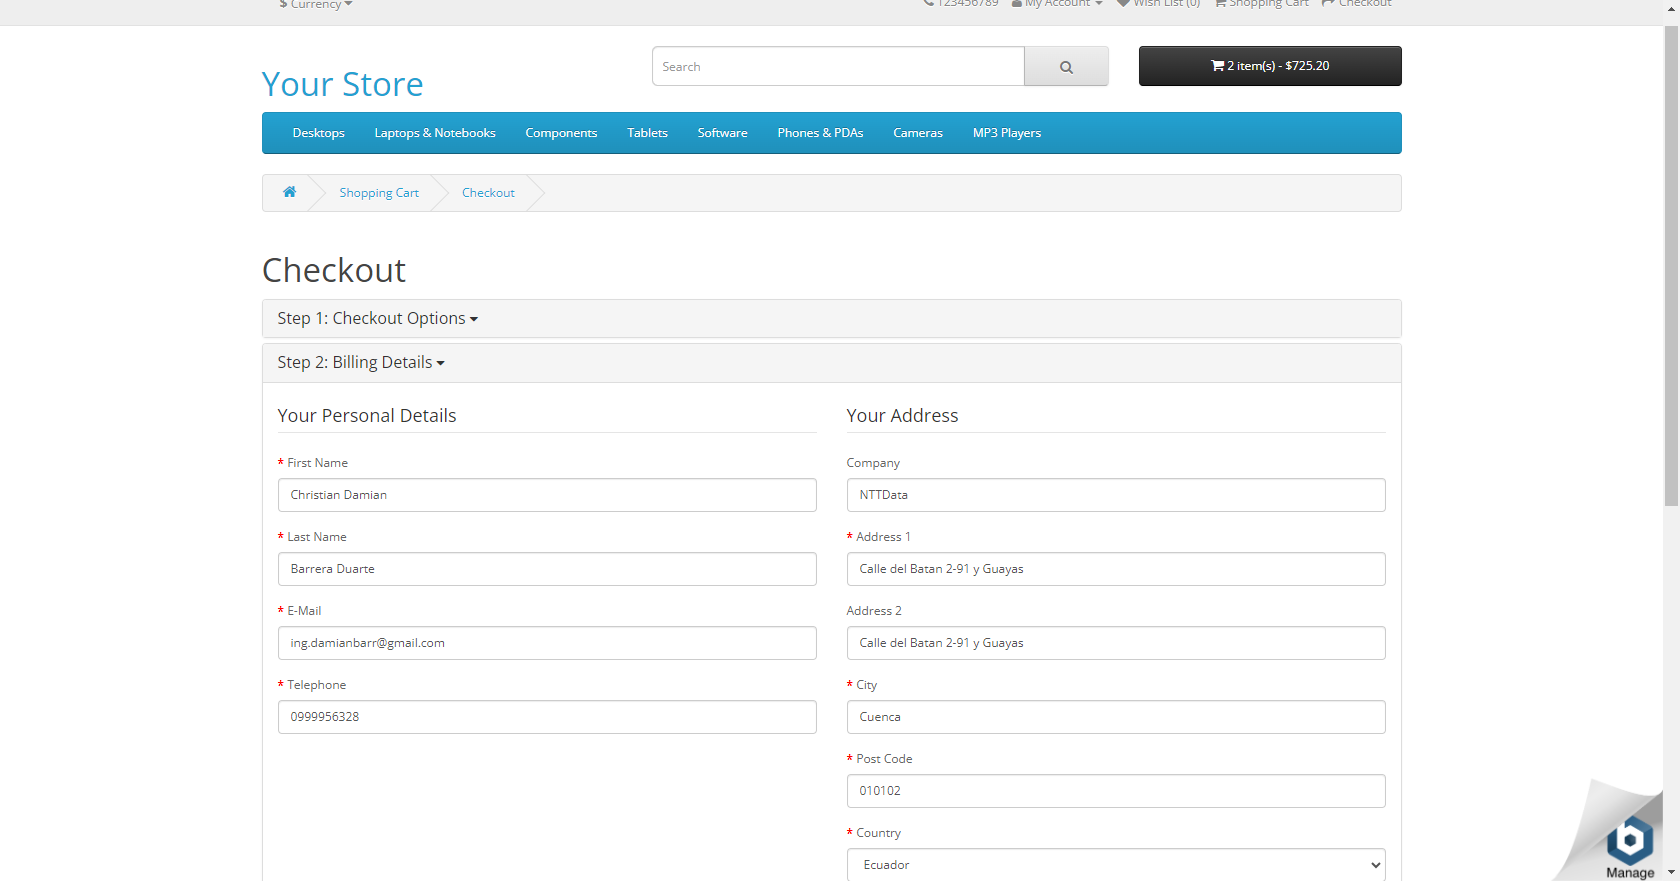 $ Currency
123456789 My Account Wish List (0) Shopping Cart Checkout
Your Store
Search
2 item(s) - $725.20
Desktops Laptops & Notebooks Components Tablets Software Phones & PDAs Cameras MP3 Players
Shopping Cart Checkout
Checkout
Step 1: Checkout Options
Step 2: Billing Details
Your Personal Details
* First Name
Christian Damian
* Last Name
Barrera Duarte
* E-Mail
ing.damianbarr@gmail.com
* Telephone
0999956328
Your Address
Company
NTTData
* Address 1
Calle del Batan 2-91 y Guayas
Address 2
Calle del Batan 2-91 y Guayas
* City
Cuenca
* Post Code
010102
* Country
Ecuador
Manage